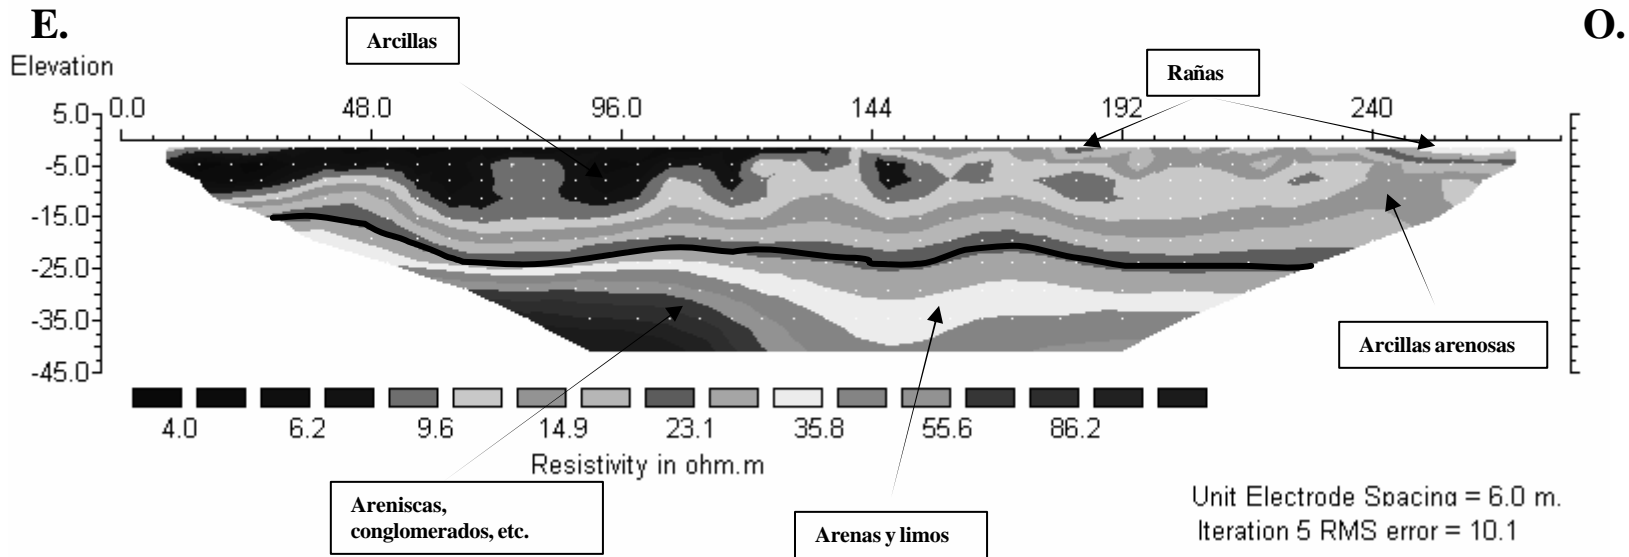 E.
O.
Arcillas
Elevation
Rañas
5.0
0.0
48.0
96.0
144
192
240
-5.0
-15.0
-25.0
-35.0
-45.0
Arcillas arenosas
4.0
6.2
9.6
14.9
23.1
35.8
55.6
86.2
Resistivity in ohm.m
Areniscas,
conglomerados, etc.
Arenas y limos
Unit Electrode Spacing = 6.0 m.
Iteration 5 RMS error = 10.1